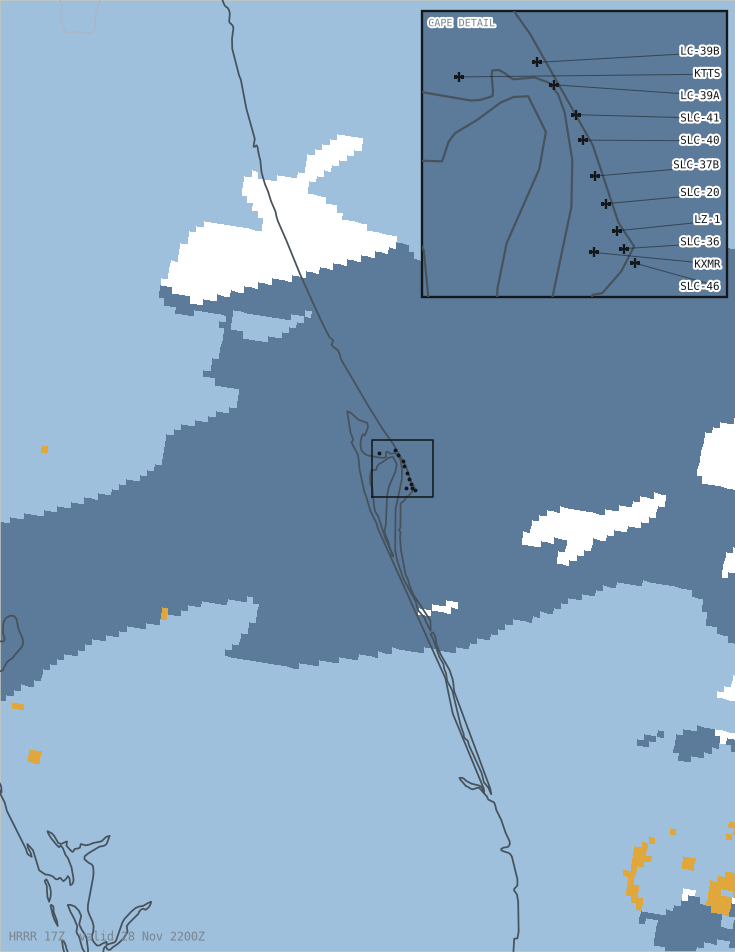 CAPE DETAIL
LC-39B
KTTS
LC-39A
SLC-41
SLC-40
SLC-37B
SLC-20
LZ-1
SLC-36
KXMR
SLC-46
HRRR 17Z valid 28 Nov 2200Z